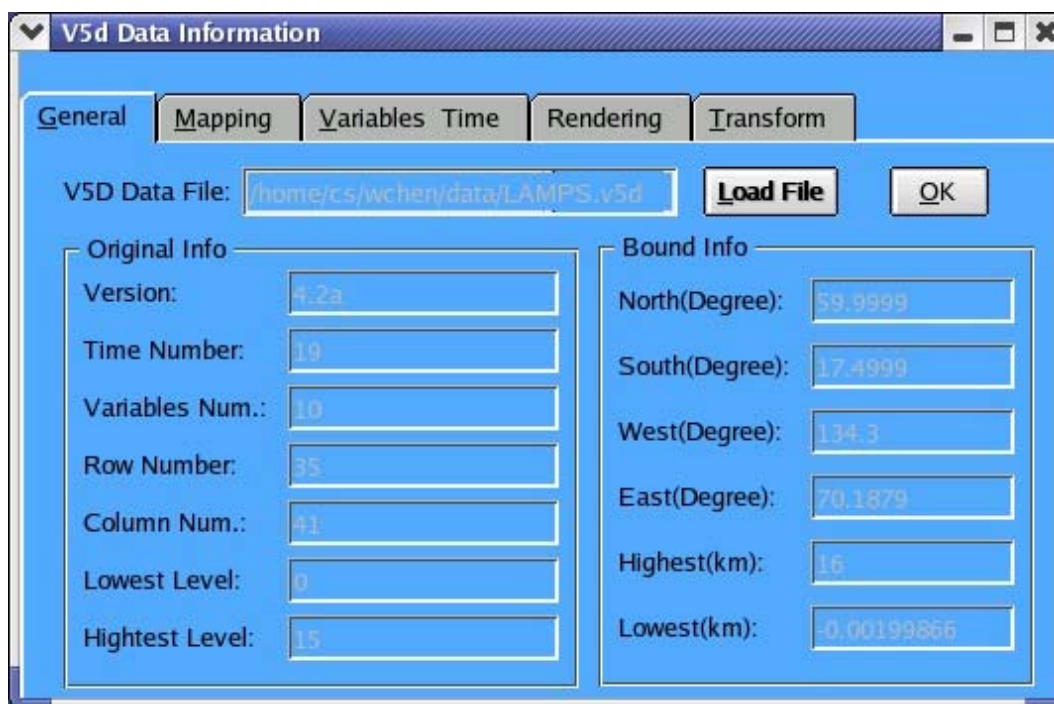 V5d Data Information
General Mapping Variables Time Rendering Transform
V5D Data File: /home/cs/wchen/data/LAMPS.v5d Load File OK
Original Info
Version: 4.2a
Time Number: 19
Variables Num.: 10
Row Number: 35
Column Num.: 41
Lowest Level: 0
Hightest Level: 15
Bound Info
North(Degree): 59.9999
South(Degree): 17.4999
West(Degree): 134.3
East(Degree): 70.1879
Highest(km): 16
Lowest(km): -0.00199866